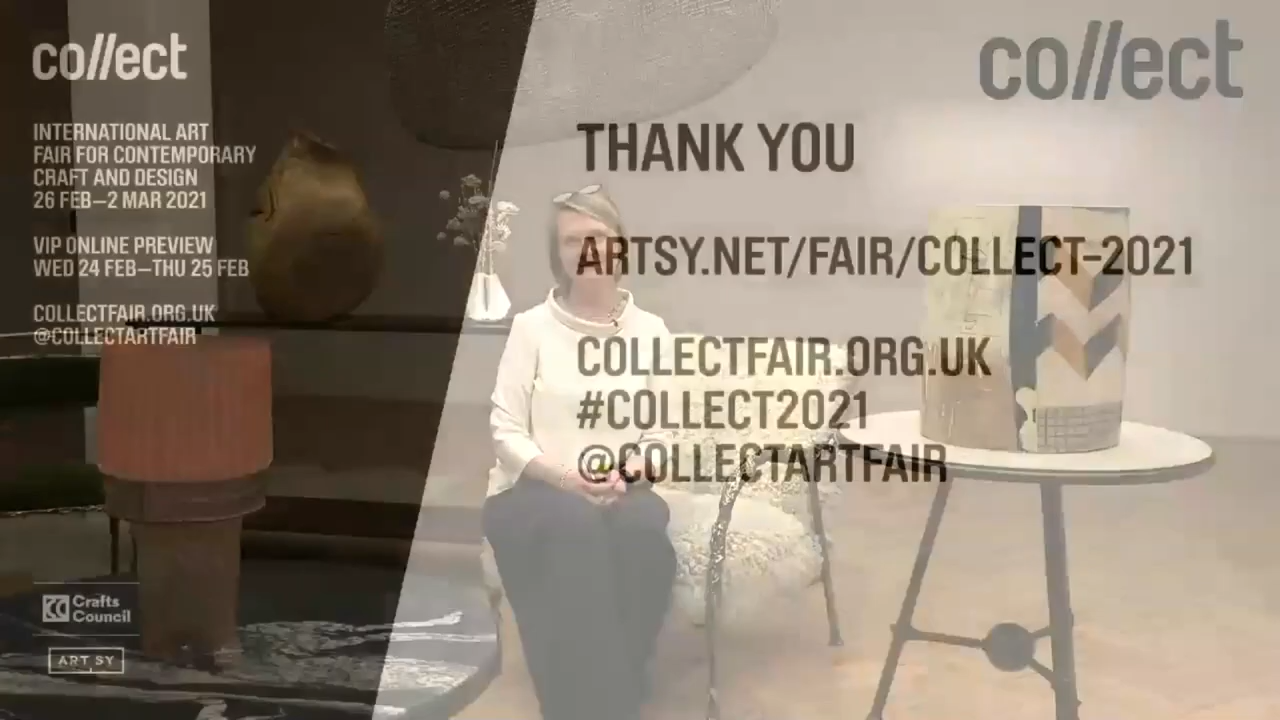 co//ect
INTERNATIONAL ART
FAIR FOR CONTEMPORARY
CRAFT AND DESIGN
26 FEB–2 MAR 2021
VIP ONLINE PREVIEW
WED 24 FEB–THU 25 FEB
COLLECTFAIR.ORG.UK
@COLLECTARTFAIR
Crafts
Council
ARTSY
co//ect
THANK YOU
ARTSY.NET/FAIR/COLLECT-2021
COLLECTFAIR.ORG.UK
#COLLECT2021
@COLLECTARTFAIR